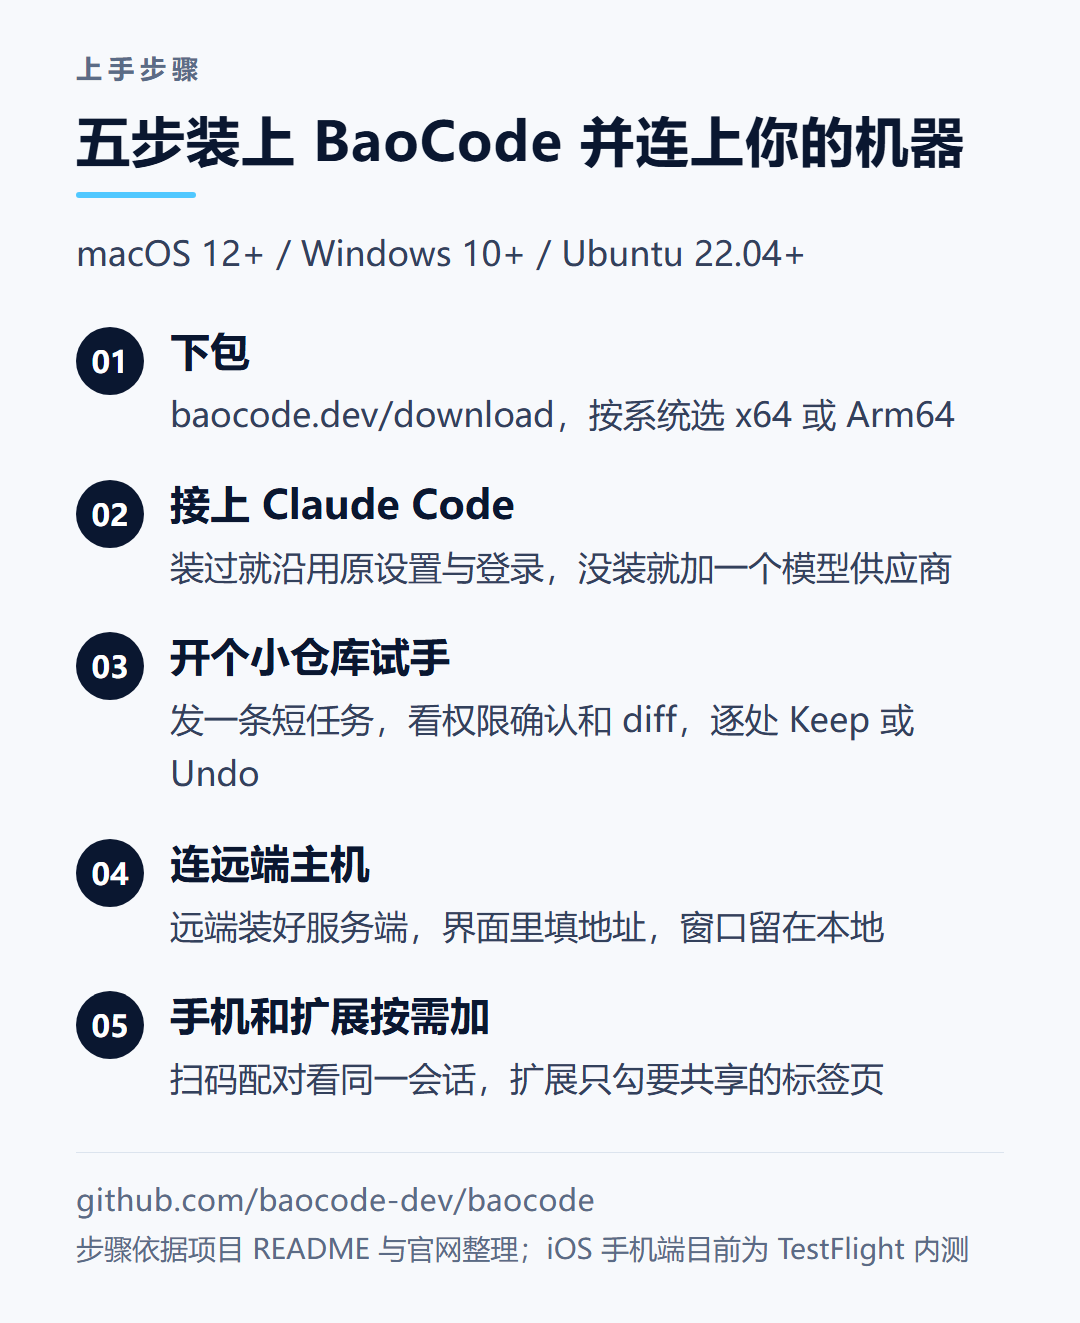 上手步骤
五步装上 BaoCode 并连上你的机器
macOS 12+ / Windows 10+ / Ubuntu 22.04+
01
下包
baocode.dev/download，按系统选 x64 或 Arm64
02
接上 Claude Code
装过就沿用原设置与登录，没装就加一个模型供应商
03
开个小仓库试手
发一条短任务，看权限确认和 diff，逐处 Keep 或
Undo
04
连远端主机
远端装好服务端，界面里填地址，窗口留在本地
05
手机和扩展按需加
扫码配对看同一会话，扩展只勾要共享的标签页
github.com/baocode-dev/baocode
步骤依据项目 README 与官网整理；iOS 手机端目前为 TestFlight 内测